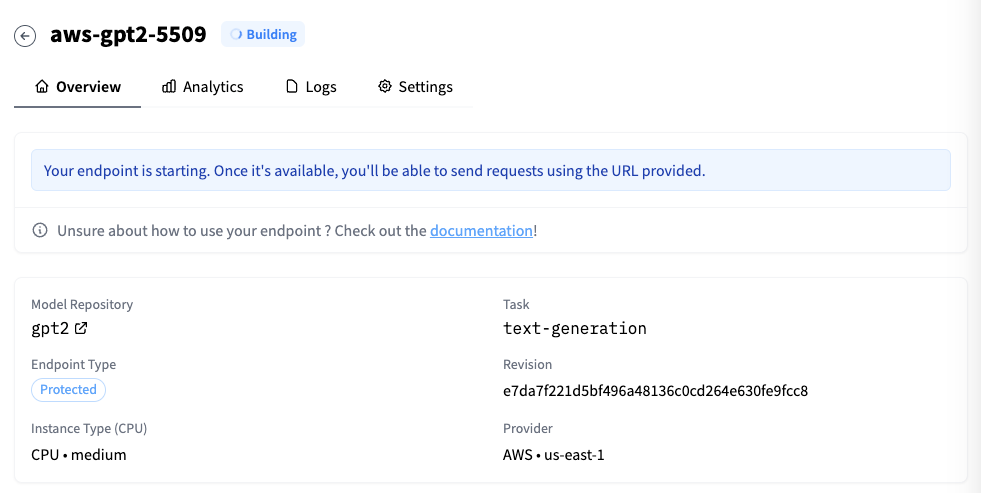 aws-gpt2-5509 Building
Overview Analytics Logs Settings
Your endpoint is starting. Once it's available, you'll be able to send requests using the URL provided.
Unsure about how to use your endpoint ? Check out the documentation!
Model Repository Task
gpt2 text-generation
Endpoint Type Revision
Protected e7da7f221d5bf496a48136c0cd264e630fe9fcc8
Instance Type (CPU) Provider
CPU • medium AWS • us-east-1